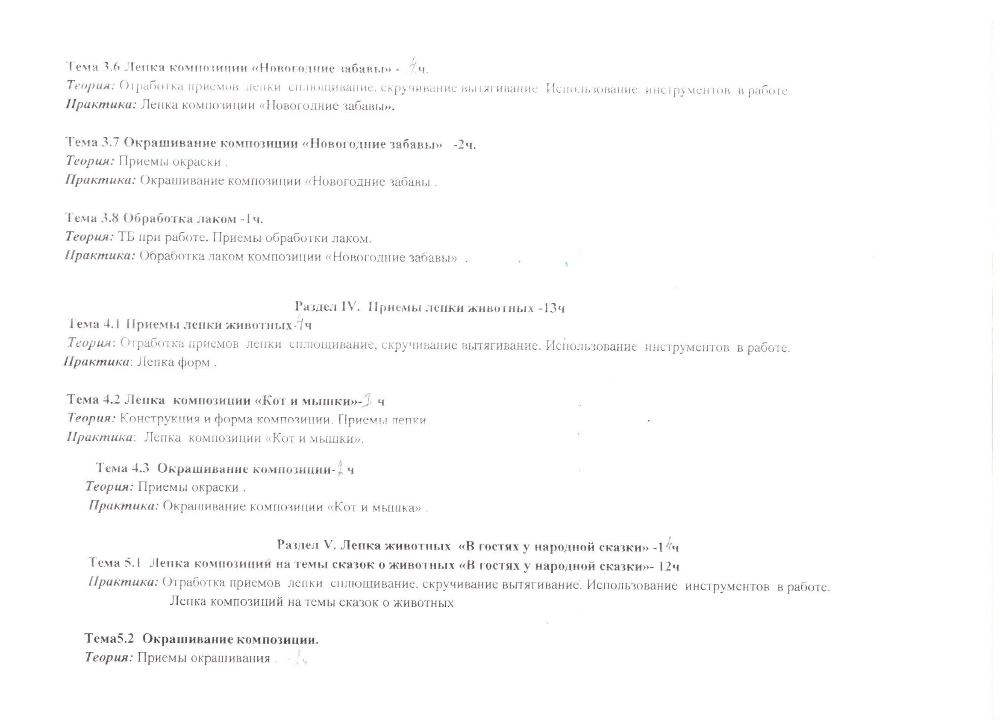 Тема 3.6 Лепка композиции «Новогодние забавы» - 4 ч.
Теория: Отработка приемов лепки сплющивание, скручивание вытягивание. Использование инструментов в работе.
Практика: Лепка композиции «Новогодние забавы».
Тема 3.7 Окрашивание композиции «Новогодние забавы» -2ч.
Теория: Приемы окраски .
Практика: Окрашивание композиции «Новогодние забавы .
Тема 3.8 Обработка лаком -1ч.
Теория: ТБ при работе. Приемы обработки лаком.
Практика: Обработка лаком композиции «Новогодние забавы» .
Раздел IV. Приемы лепки животных -13ч
Тема 4.1 Приемы лепки животных-4ч
Теория: Отработка приемов лепки сплющивание, скручивание вытягивание. Использование инструментов в работе.
Практика: Лепка форм .
Тема 4.2 Лепка композиции «Кот и мышки»- ч
Теория: Конструкция и форма композиции. Приемы лепки.
Практика: Лепка композиции «Кот и мышки».
Тема 4.3 Окрашивание композиции-2 ч
Теория: Приемы окраски .
Практика: Окрашивание композиции «Кот и мышка» .
Раздел V. Лепка животных «В гостях у народной сказки» -14ч
Тема 5.1 Лепка композиций на темы сказок о животных «В гостях у народной сказки»- 12ч
Практика: Отработка приемов лепки сплющивание, скручивание вытягивание. Использование инструментов в работе.
Лепка композиций на темы сказок о животных
Тема5.2 Окрашивание композиции.
Теория: Приемы окрашивания . -2ч